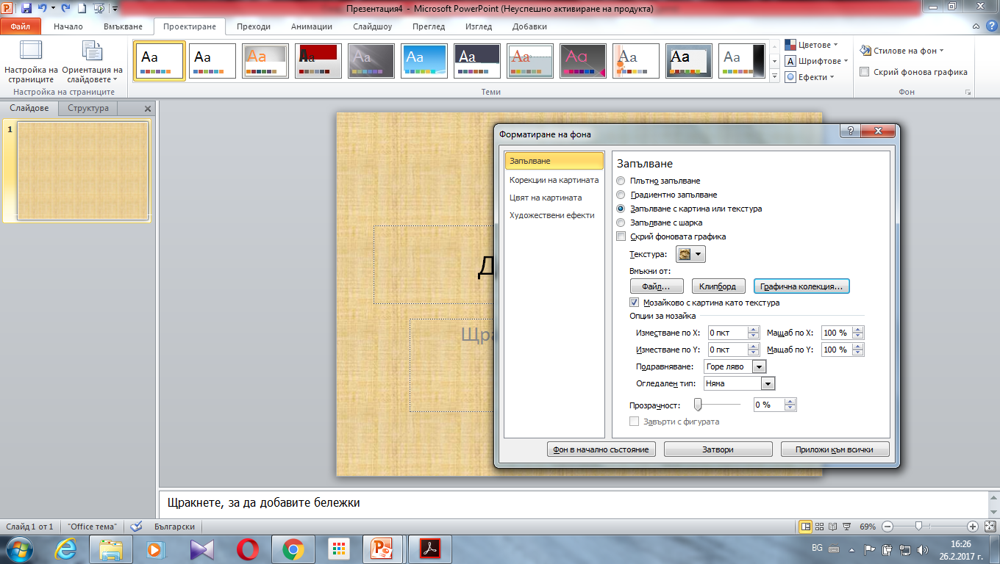 Презентация4 - Microsoft PowerPoint (Неуспешно активиране на продукта)
Файл Начало Вмъкване Проектиране Преходи Анимации Слайдшоу Преглед Изглед Добавки
Настройка на страниците
Ориентация на слайдовете
Настройка на страниците
Aa Aa Aa Aa Aa Aa Aa Aa Aa Aa Aa Aa
Теми
Цветове
Шрифтове
Ефекти
Стилове на фон
Скрий фонова графика
Фон
Слайдове Структура
1
Д
Щра
Форматиране на фона
Запълване
Корекции на картината
Цвят на картината
Художествени ефекти
Запълване
Плътно запълване
Градиентно запълване
Запълване с картина или текстура
Запълване с шарка
Скрий фоновата графика
Текстура:
Вмъкни от:
Файл... Клипборд Графична колекция...
Мозайково с картина като текстура
Опции за мозайка
Изместване по X: 0 пкт Мащаб по X: 100 %
Изместване по Y: 0 пкт Мащаб по Y: 100 %
Подравняване: Горе ляво
Огледален тип: Няма
Прозрачност: 0 %
Завърти с фигурата
Фон в начално състояние Затвори Приложи към всички
Щракнете, за да добавите бележки
Слайд 1 от 1 "Office тема" Български 69%
BG 16:26
26.2.2017 г.